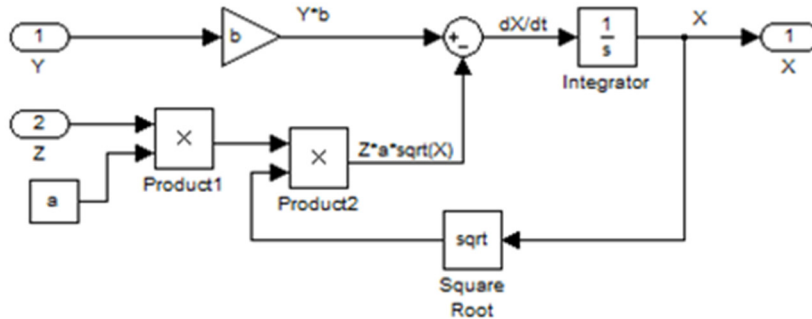 1
Y
b
Y*b
+
−
dX/dt
1
s
Integrator
X
1
X
2
Z
a
×
Product1
×
Product2
Z*a*sqrt(X)
sqrt
Square
Root